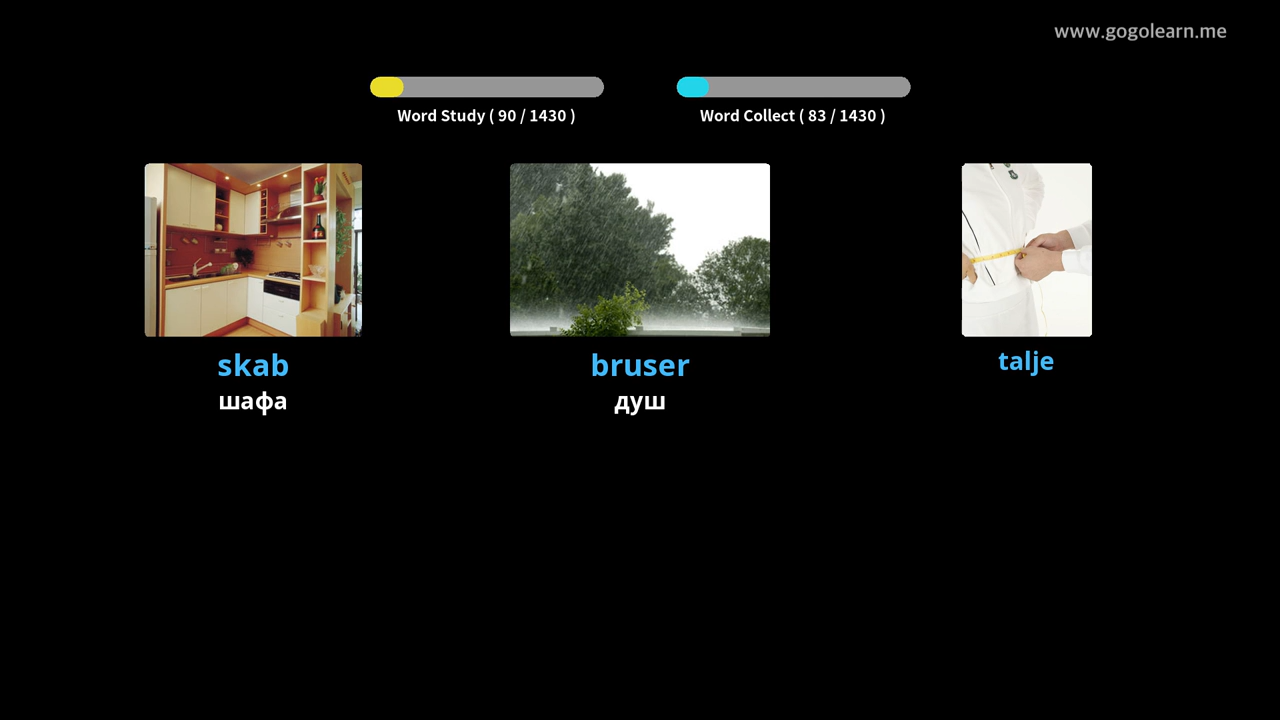 www.gogolearn.me
Word Study ( 90 / 1430 )
Word Collect ( 83 / 1430 )
skab
bruser
talje
шафа
душ